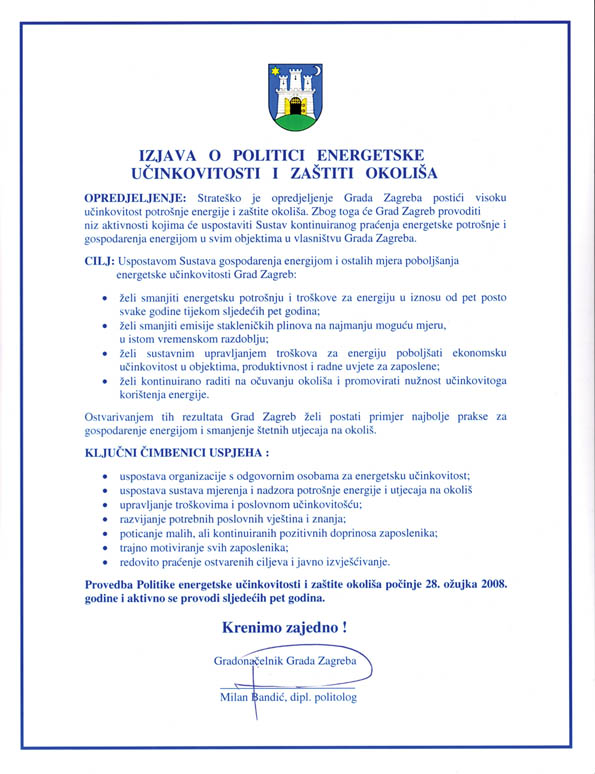 IZJAVA O POLITICI ENERGETSKE
UČINKOVITOSTI I ZAŠTITI OKOLIŠA
OPREDJELJENJE: Strateško je opredjeljenje Grada Zagreba postići visoku
učinkovitost potrošnje energije i zaštite okoliša. Zbog toga će Grad Zagreb provoditi
niz aktivnosti kojima će uspostaviti Sustav kontinuiranog praćenja energetske potrošnje i
gospodarenja energijom u svim objektima u vlasništvu Grada Zagreba.
CILJ: Uspostavom Sustava gospodarenja energijom i ostalih mjera poboljšanja
energetske učinkovitosti Grad Zagreb:
• želi smanjiti energetsku potrošnju i troškove za energiju u iznosu od pet posto
svake godine tijekom sljedećih pet godina;
• želi smanjiti emisije stakleničkih plinova na najmanju moguću mjeru,
u istom vremenskom razdoblju;
• želi sustavnim upravljanjem troškova za energiju poboljšati ekonomsku
učinkovitost u objektima, produktivnost i radne uvjete za zaposlene;
• želi kontinuirano raditi na očuvanju okoliša i promovirati nužnost učinkovitoga
korištenja energije.
Ostvarivanjem tih rezultata Grad Zagreb želi postati primjer najbolje prakse za
gospodarenje energijom i smanjenje štetnih utjecaja na okoliš.
KLJUČNI ČIMBENICI USPJEHA :
• uspostava organizacije s odgovornim osobama za energetsku učinkovitost;
• uspostava sustava mjerenja i nadzora potrošnje energije i utjecaja na okoliš
• upravljanje troškovima i poslovnom učinkovitošću;
• razvijanje potrebnih poslovnih vještina i znanja;
• poticanje malih, ali kontinuiranih pozitivnih doprinosa zaposlenika;
• trajno motiviranje svih zaposlenika;
• redovito praćenje ostvarenih ciljeva i javno izvješćivanje.
Provedba Politike energetske učinkovitosti i zaštite okoliša počinje 28. ožujka 2008.
godine i aktivno se provodi sljedećih pet godina.
Krenimo zajedno !
Gradonačelnik Grada Zagreba
Milan Bandić, dipl. politolog